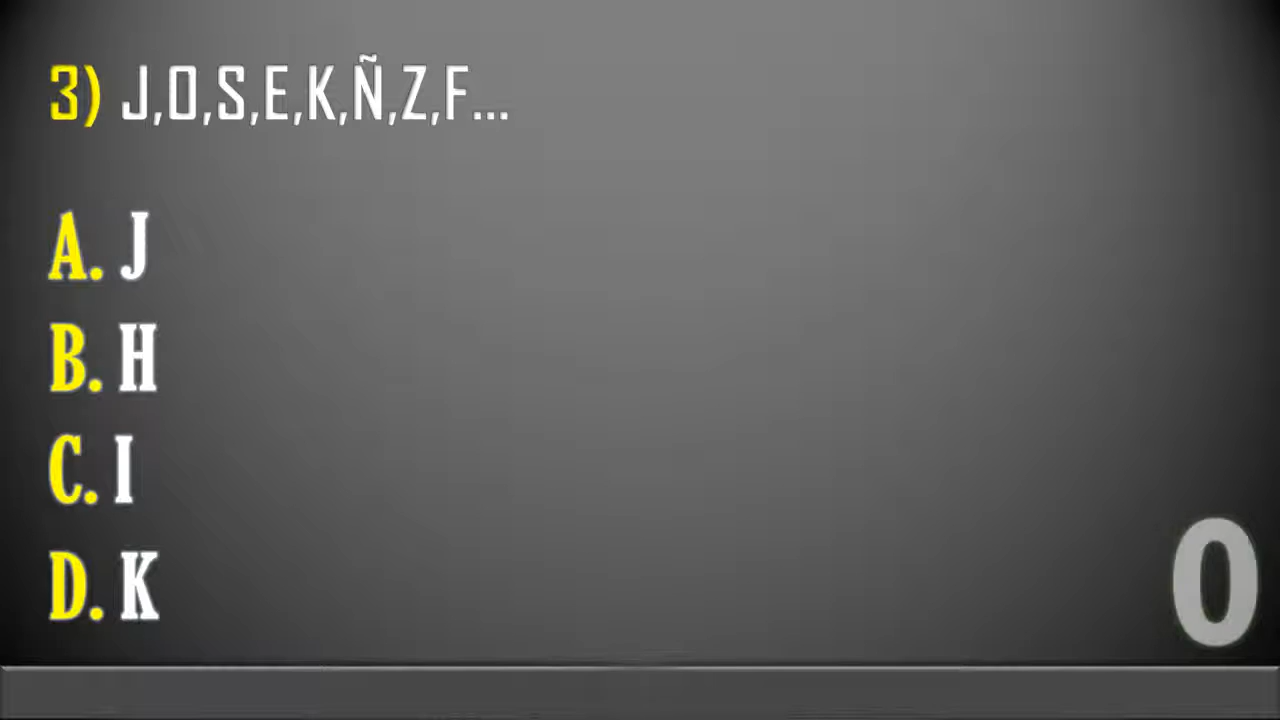 3) J,O,S,E,K,Ñ,Z,F...
A. J
B. H
C. I
D. K
0